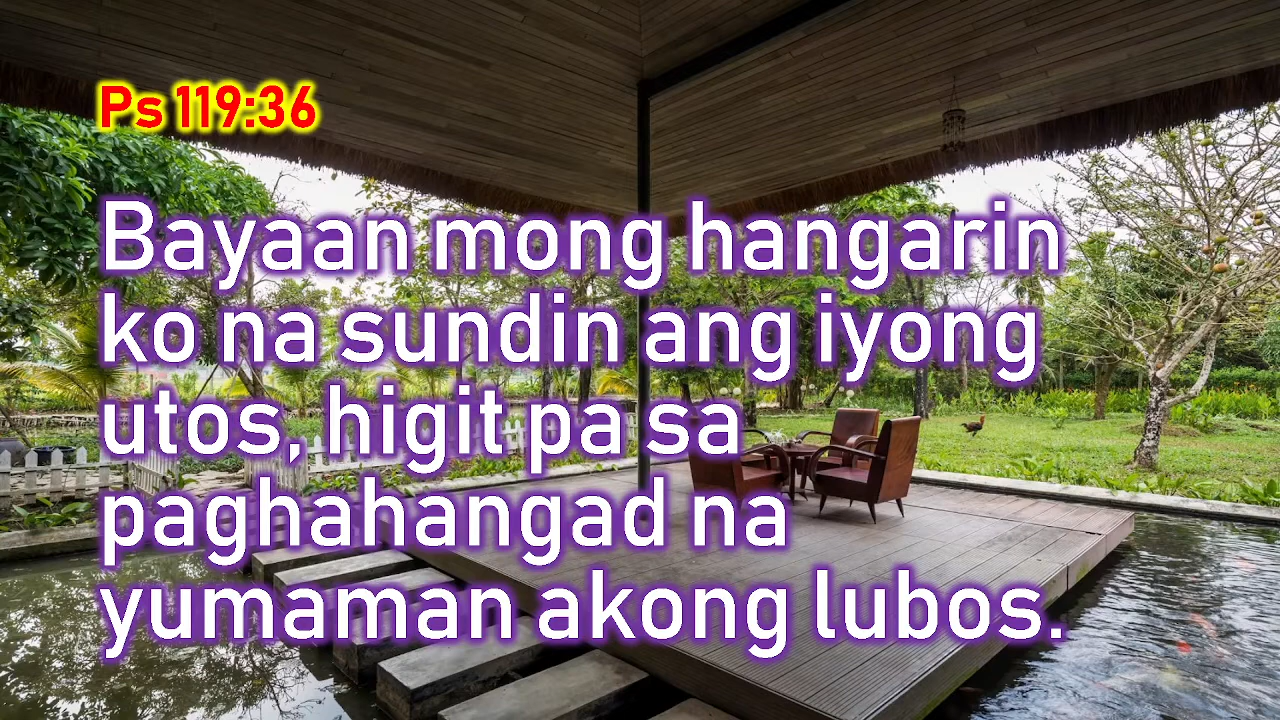 Ps 119:36
Bayaan mong hangarin
ko na sundin ang iyong
utos, higit pa sa
paghahangad na
yumaman akong lubos.